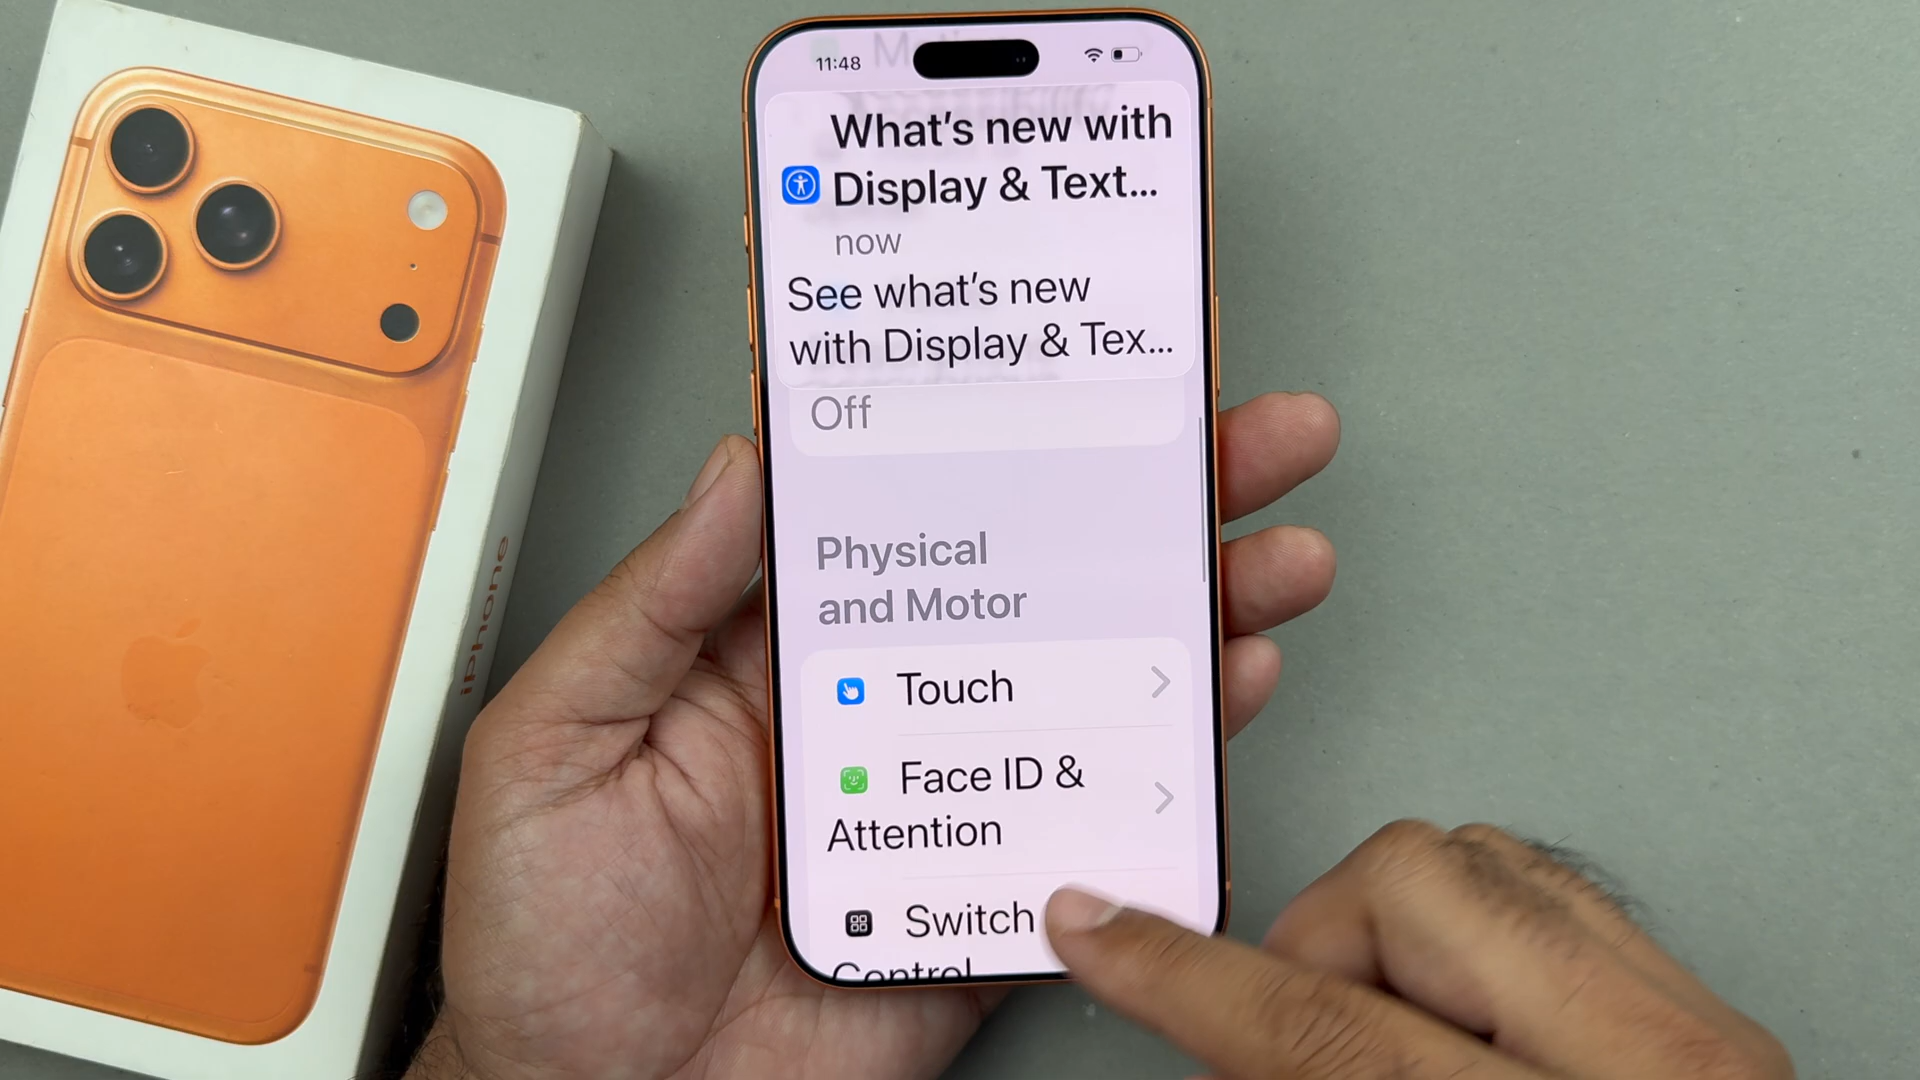 11:48
What's new with
Display & Text...
now
See what's new
with Display & Tex...
Off
Physical
and Motor
Touch
Face ID &
Attention
Switch
Control
iPhone